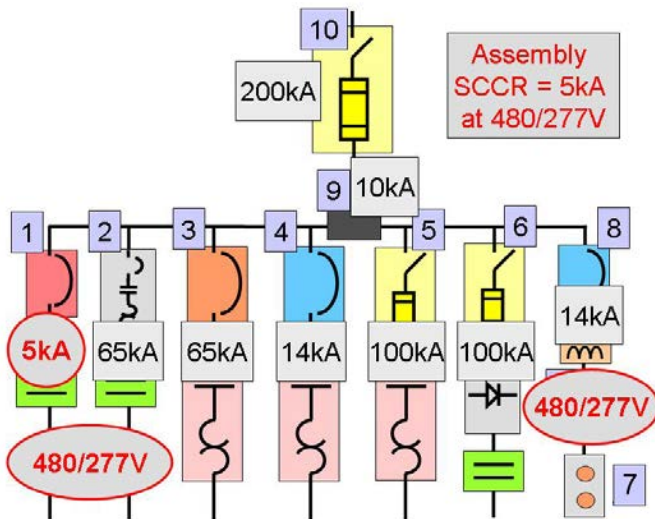 10
200kA
Assembly
SCCR = 5kA
at 480/277V
9
10kA
1
2
3
4
5
6
8
5kA
65kA
65kA
14kA
100kA
100kA
14kA
480/277V
480/277V
7